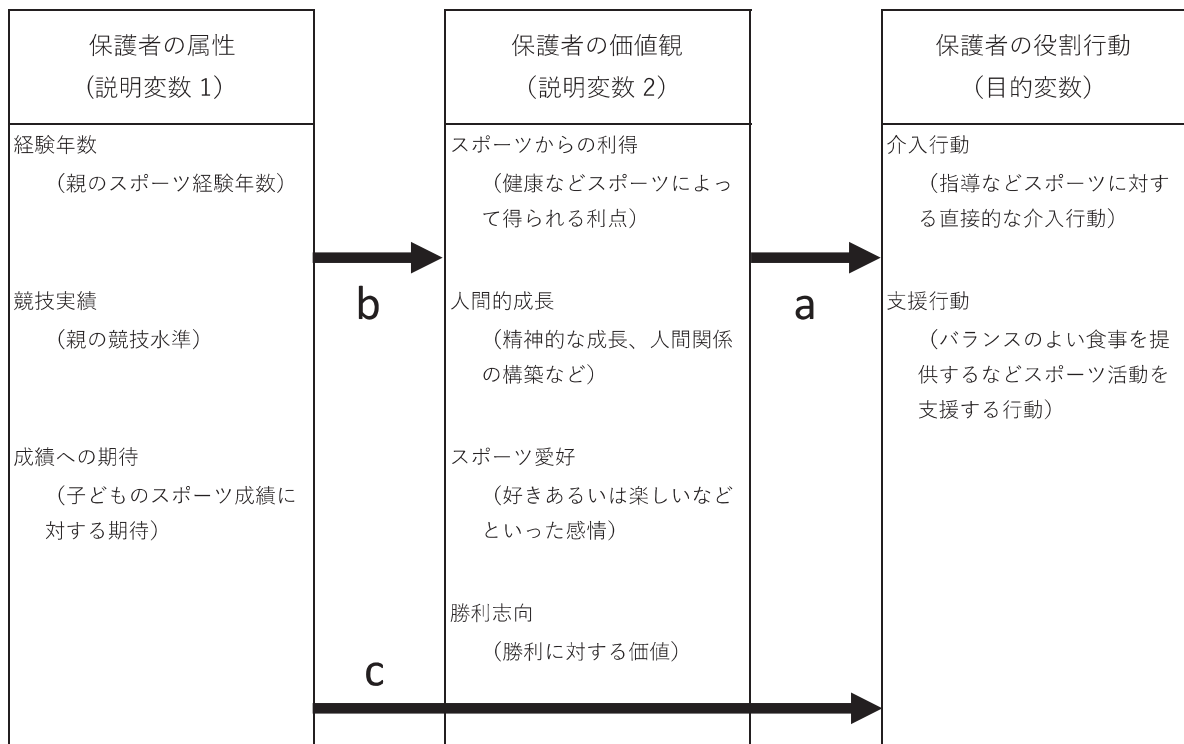 保護者の属性
（説明変数 1）
経験年数
（親のスポーツ経験年数）
競技実績
（親の競技水準）
成績への期待
（子どものスポーツ成績に
対する期待）
b
c
保護者の価値観
（説明変数 2）
スポーツからの利得
（健康などスポーツによっ
て得られる利点）
人間的成長
（精神的な成長、人間関係
の構築など）
スポーツ愛好
（好きあるいは楽しいなど
といった感情）
勝利志向
（勝利に対する価値）
a
保護者の役割行動
（目的変数）
介入行動
（指導などスポーツに対す
る直接的な介入行動）
支援行動
（バランスのよい食事を提
供するなどスポーツ活動を
支援する行動）